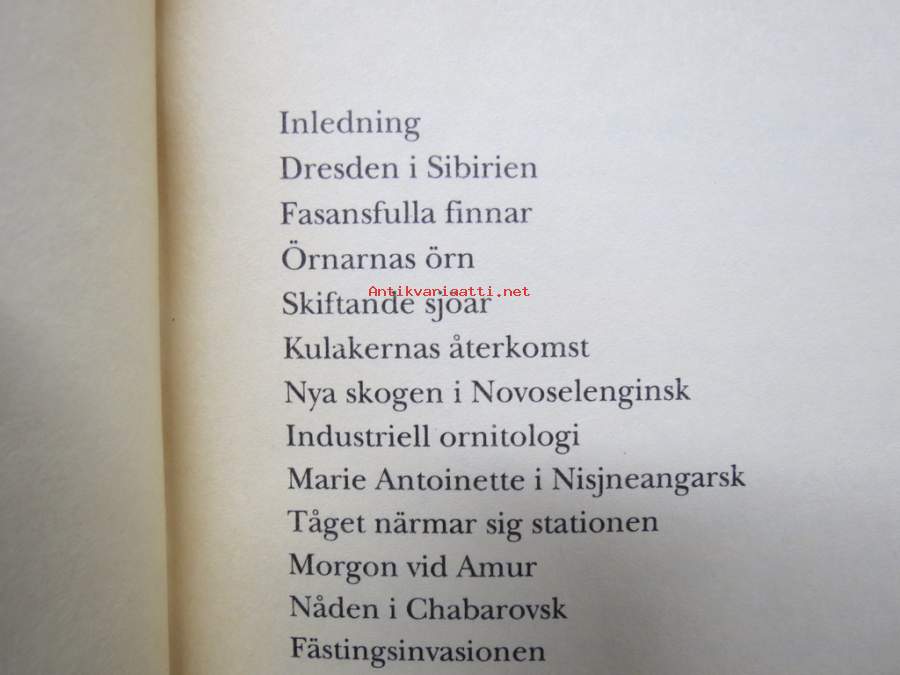 Inledning
Dresden i Sibirien
Fasansfulla finnar
Örnarnas örn
Antikvariaatti.net
Skiftande sjöar
Kulakernas återkomst
Nya skogen i Novoselenginsk
Industriell ornitologi
Marie Antoinette i Nisjneangarsk
Tåget närmar sig stationen
Morgon vid Amur
Nåden i Chabarovsk
Fästingsinvasionen